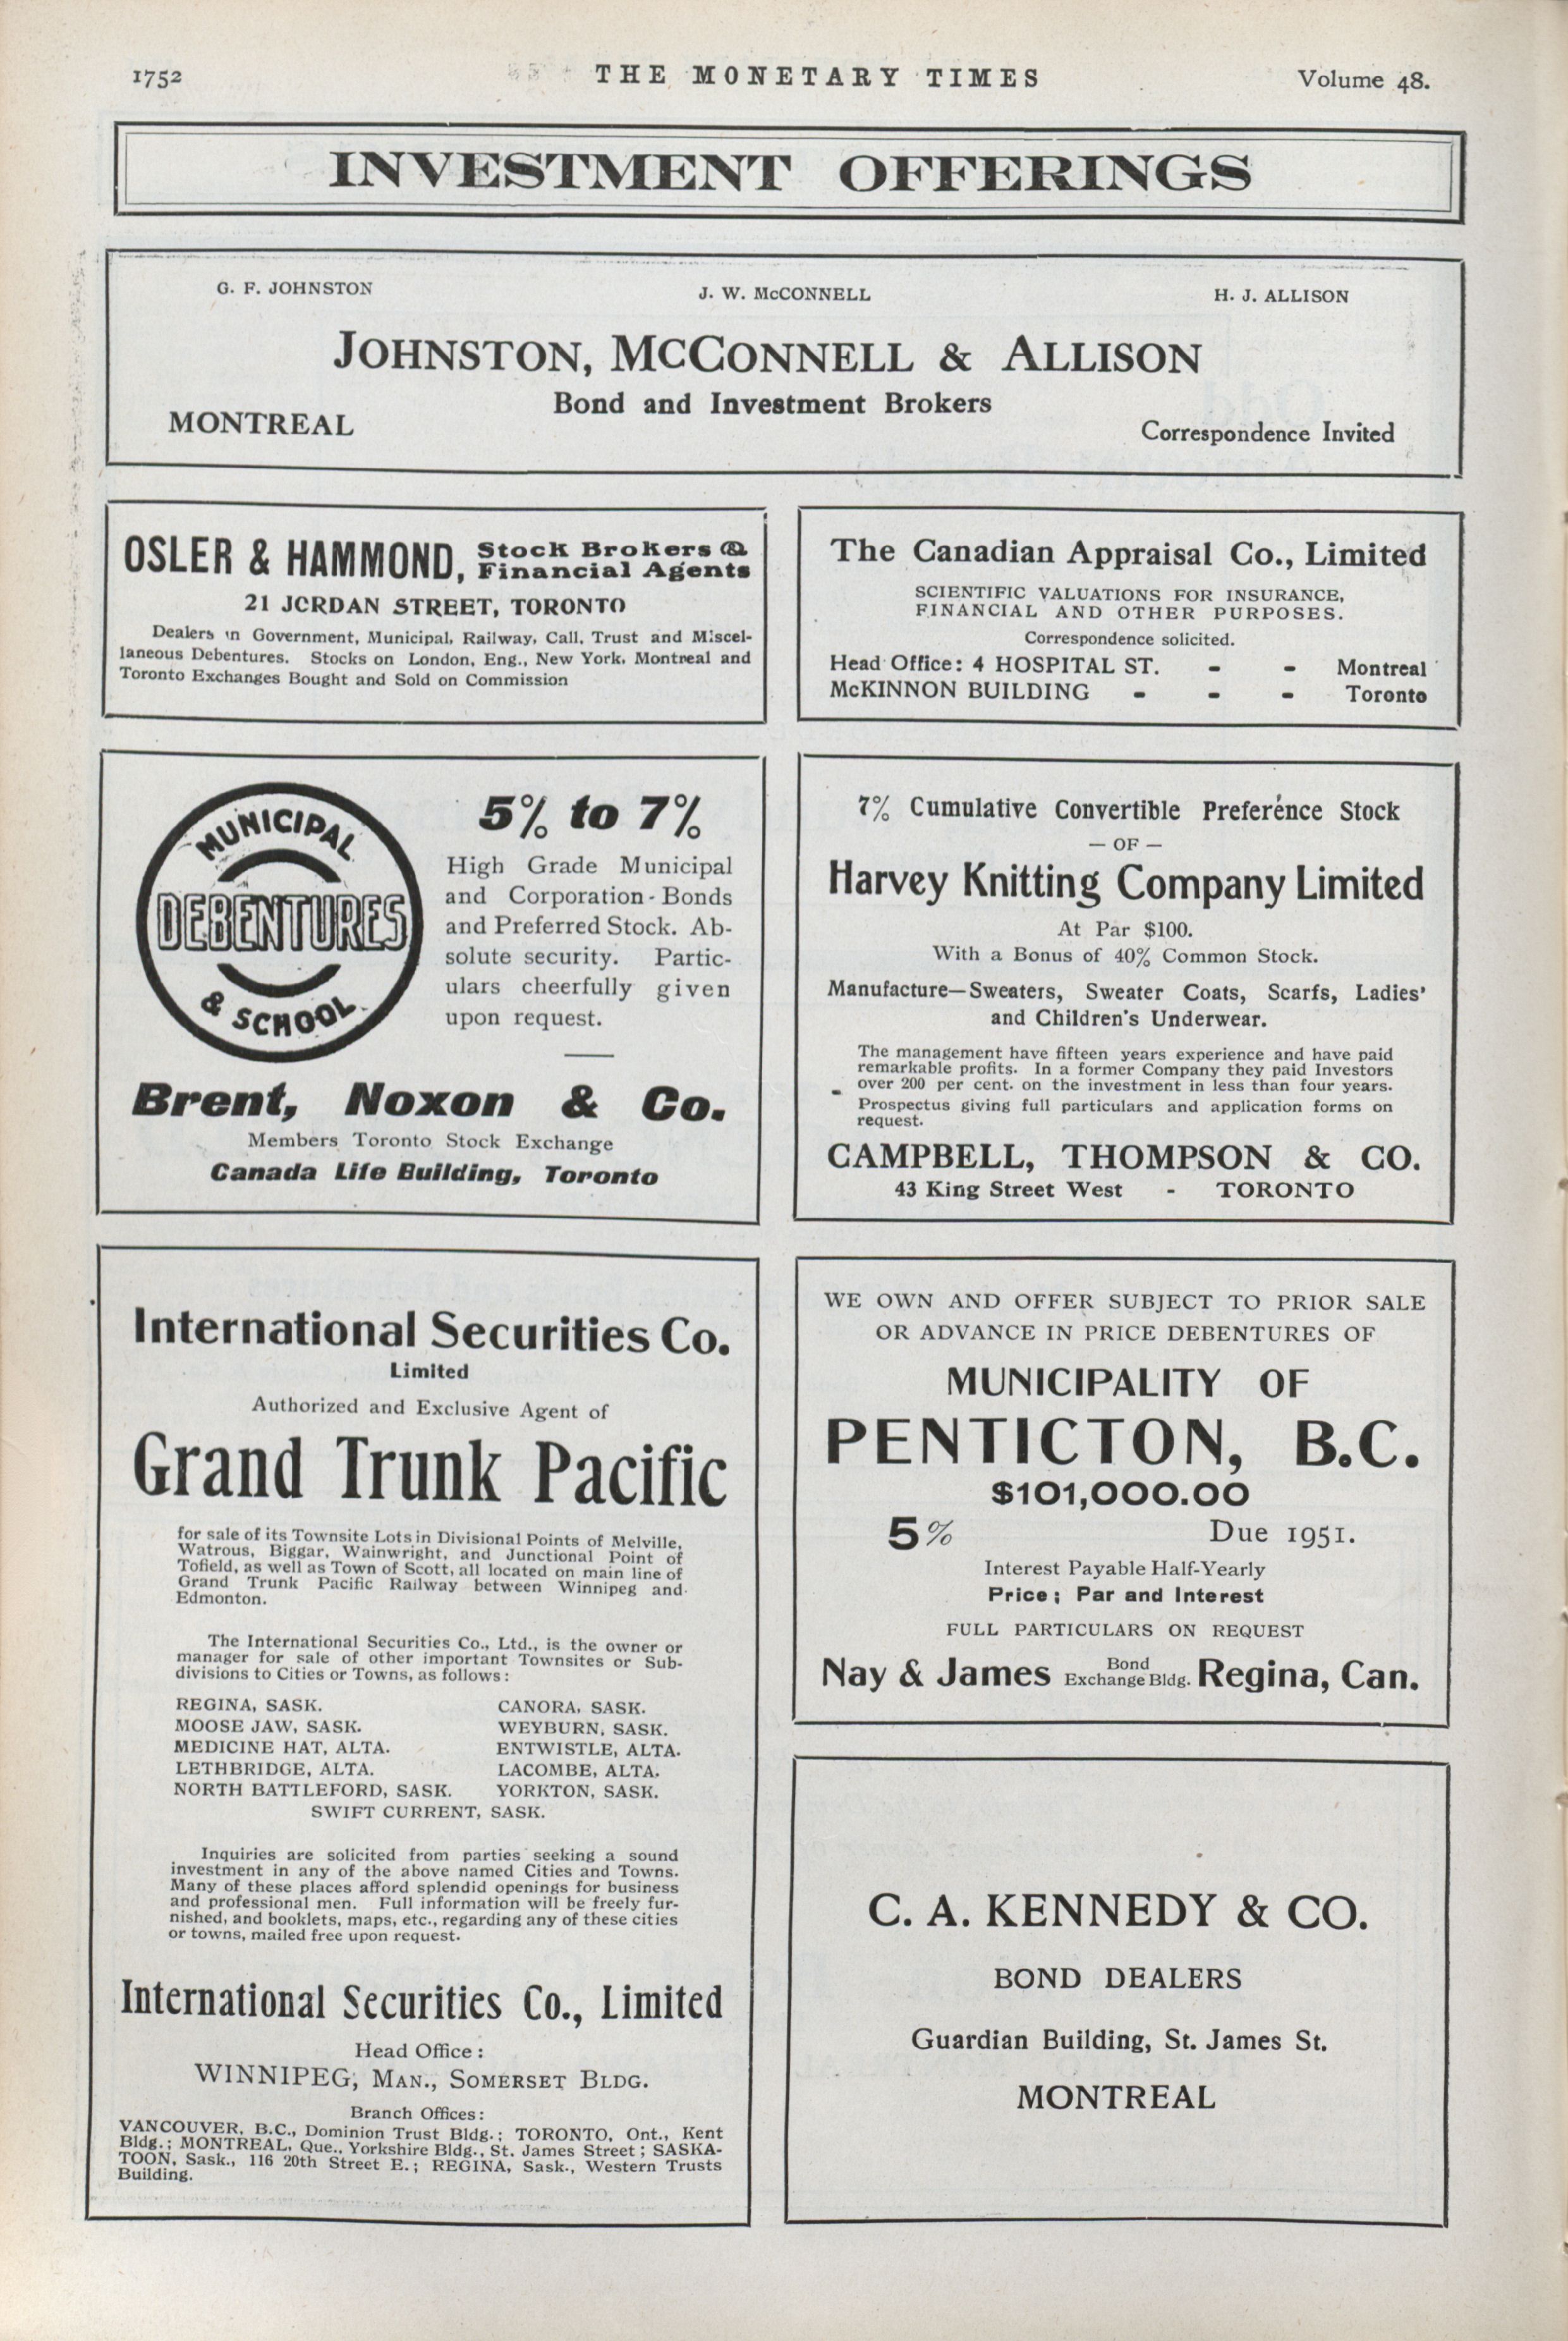 1752
THE MONETARY TIMES
Volume 48.
INVESTMENT OFFERINGS
G. F. JOHNSTON
J. W. McCONNELL
H. J. ALLISON
JOHNSTON, MCCONNELL & ALLISON
Bond and Investment Brokers
MONTREAL
Correspondence Invited
OSLER & HAMMOND, Stock Brokers &
Financial Agents
21 JORDAN STREET, TORONTO
Dealers in Government, Municipal, Railway, Call, Trust and Miscel-
laneous Debentures. Stocks on London, Eng., New York, Montreal and
Toronto Exchanges Bought and Sold on Commission
The Canadian Appraisal Co., Limited
SCIENTIFIC VALUATIONS FOR INSURANCE,
FINANCIAL AND OTHER PURPOSES.
Correspondence solicited.
Head Office: 4 HOSPITAL ST. - - Montreal
McKINNON BUILDING - - - Toronto
MUNICIPAL
DEBENTURES
& SCHOOL
5% to 7%
High Grade Municipal
and Corporation-Bonds
and Preferred Stock. Ab-
solute security. Partic-
ulars cheerfully given
upon request.
Brent, Noxon & Co.
Members Toronto Stock Exchange
Canada Life Building, Toronto
7% Cumulative Convertible Preference Stock
— OF —
Harvey Knitting Company Limited
At Par $100.
With a Bonus of 40% Common Stock.
Manufacture—Sweaters, Sweater Coats, Scarfs, Ladies'
and Children's Underwear.
The management have fifteen years experience and have paid
remarkable profits. In a former Company they paid Investors
over 200 per cent. on the investment in less than four years.
Prospectus giving full particulars and application forms on
request.
CAMPBELL, THOMPSON & CO.
43 King Street West - TORONTO
International Securities Co.
Limited
Authorized and Exclusive Agent of
Grand Trunk Pacific
for sale of its Townsite Lots in Divisional Points of Melville,
Watrous, Biggar, Wainwright, and Junctional Point of
Tofield, as well as Town of Scott, all located on main line of
Grand Trunk Pacific Railway between Winnipeg and
Edmonton.
The International Securities Co., Ltd., is the owner or
manager for sale of other important Townsites or Sub-
divisions to Cities or Towns, as follows:
REGINA, SASK. CANORA, SASK.
MOOSE JAW, SASK. WEYBURN, SASK.
MEDICINE HAT, ALTA. ENTWISTLE, ALTA.
LETHBRIDGE, ALTA. LACOMBE, ALTA.
NORTH BATTLEFORD, SASK. YORKTON, SASK.
SWIFT CURRENT, SASK.
Inquiries are solicited from parties seeking a sound
investment in any of the above named Cities and Towns.
Many of these places afford splendid openings for business
and professional men. Full information will be freely fur-
nished, and booklets, maps, etc., regarding any of these cities
or towns, mailed free upon request.
International Securities Co., Limited
Head Office:
WINNIPEG, MAN., SOMERSET BLDG.
Branch Offices:
VANCOUVER, B.C., Dominion Trust Bldg.; TORONTO, Ont., Kent
Bldg.; MONTREAL, Que., Yorkshire Bldg., St. James Street; SASKA-
TOON, Sask., 116 20th Street E.; REGINA, Sask., Western Trusts
Building.
WE OWN AND OFFER SUBJECT TO PRIOR SALE
OR ADVANCE IN PRICE DEBENTURES OF
MUNICIPALITY OF
PENTICTON, B.C.
$101,000.00
5% Due 1951.
Interest Payable Half-Yearly
Price; Par and Interest
FULL PARTICULARS ON REQUEST
Nay & James Bond Exchange Bldg. Regina, Can.
C. A. KENNEDY & CO.
BOND DEALERS
Guardian Building, St. James St.
MONTREAL